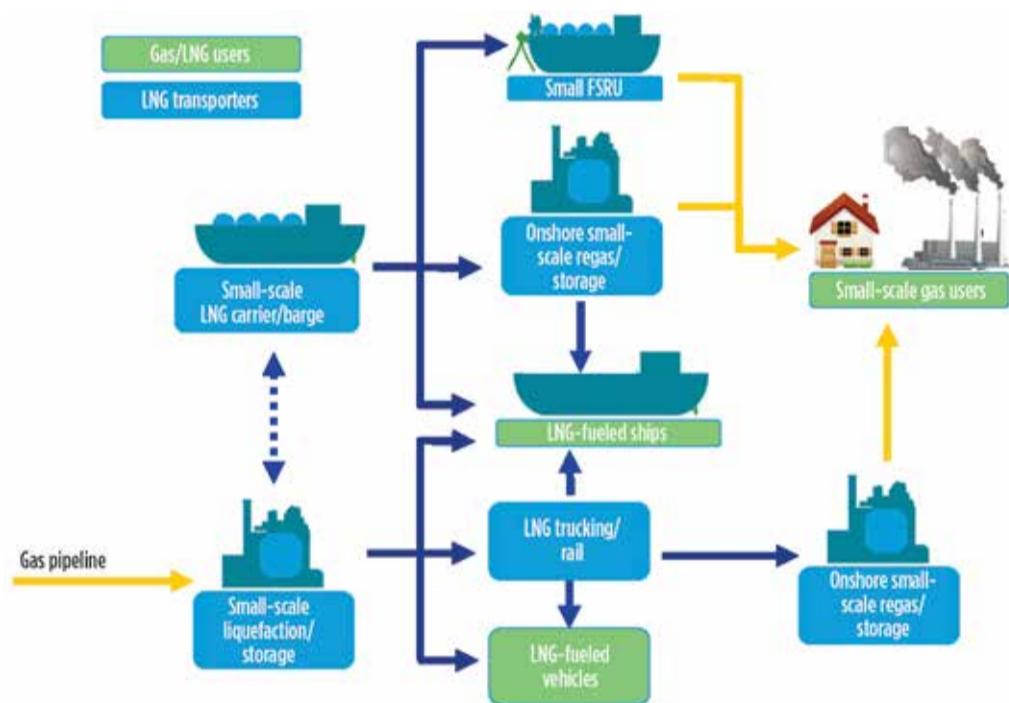 Gas/LNG users
LNG transporters
Small FSRU
Onshore small-
scale regas/
storage
Small-scale
LNG carrier/barge
Small-scale gas users
LNG-fueled ships
Gas pipeline
LNG trucking/
rail
Small-scale
liquefaction/
storage
Onshore small-
scale regas/
storage
LNG-fueled
vehicles